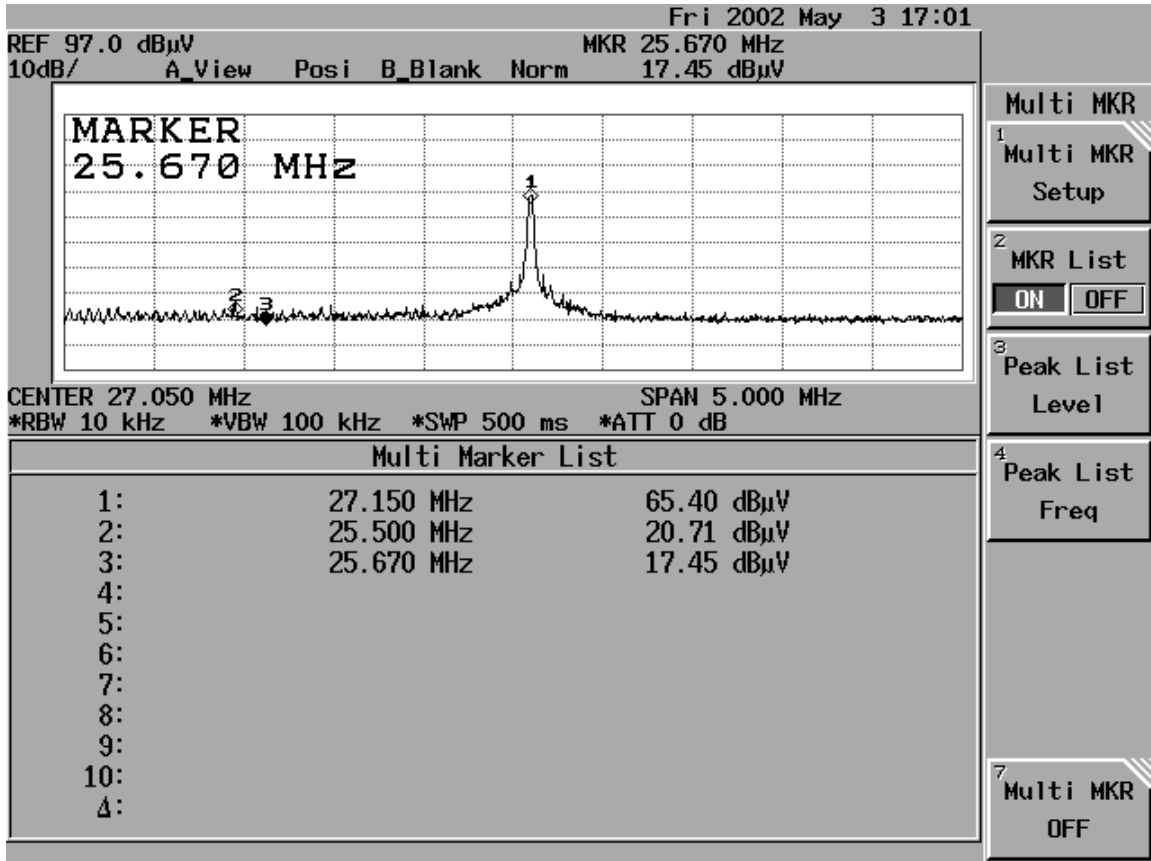 Fri 2002 May 3 17:01
REF 97.0 dBµV MKR 25.670 MHz
10dB/ A_View Posi B_Blank Norm 17.45 dBµV
MARKER
25.670 MHz
1
2
3
CENTER 27.050 MHz SPAN 5.000 MHz
*RBW 10 kHz *VBW 100 kHz *SWP 500 ms *ATT 0 dB
Multi Marker List
1: 27.150 MHz 65.40 dBµV
2: 25.500 MHz 20.71 dBµV
3: 25.670 MHz 17.45 dBµV
4:
5:
6:
7:
8:
9:
10:
Δ:
Multi MKR
1
Multi MKR
Setup
2
MKR List
ON OFF
3
Peak List
Level
4
Peak List
Freq
7
Multi MKR
OFF